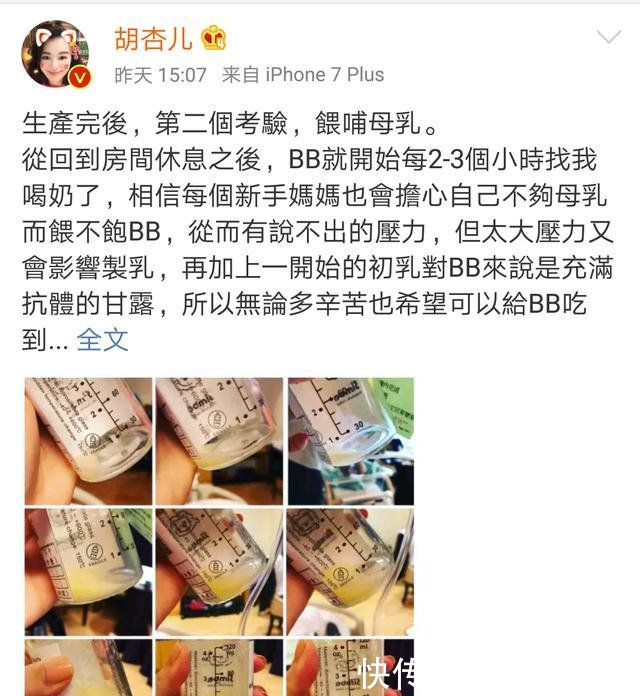 胡杏儿
昨天 15:07 来自 iPhone 7 Plus
生產完後，第二個考驗，餵哺母乳。
從回到房間休息之後，BB就開始每2-3個小時找我
喝奶了，相信每個新手媽媽也會擔心自己不夠母乳
而餵不飽BB，從而有說不出的壓力，但太大壓力又
會影響製乳，再加上一開始的初乳對BB來說是充滿
抗體的甘露，所以無論多辛苦也希望可以給BB吃
到... 全文
快传